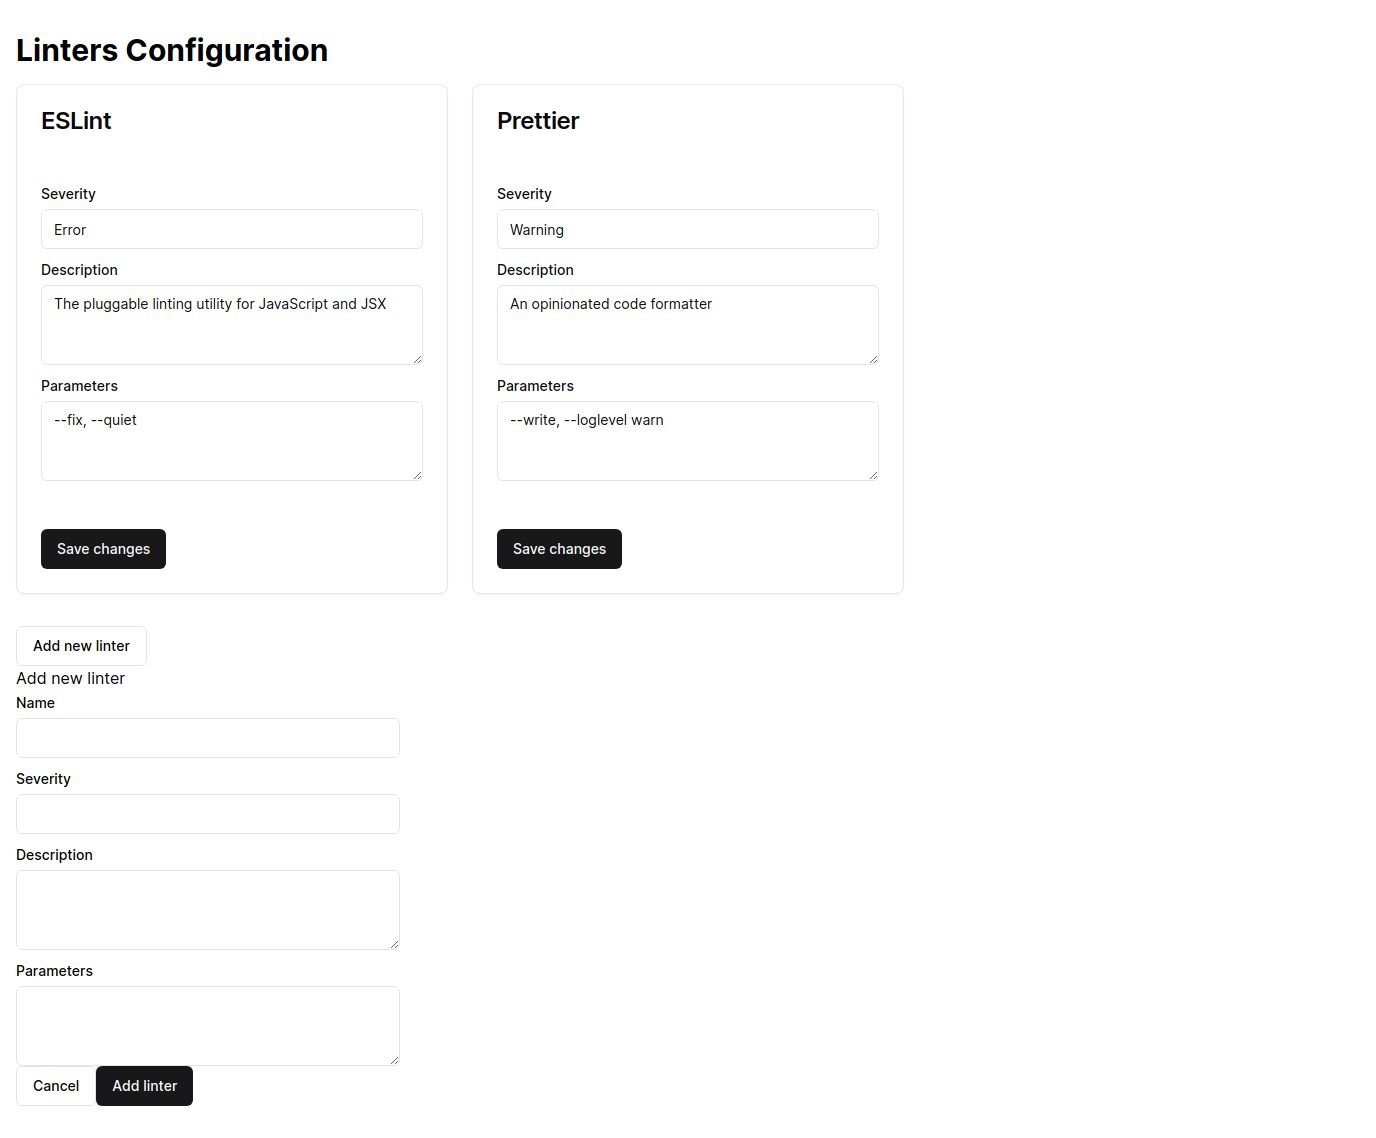 Linters Configuration
ESLint
Severity
Error
Description
The pluggable linting utility for JavaScript and JSX
Parameters
--fix, --quiet
Save changes
Prettier
Severity
Warning
Description
An opinionated code formatter
Parameters
--write, --loglevel warn
Save changes
Add new linter
Add new linter
Name
Severity
Description
Parameters
Cancel
Add linter